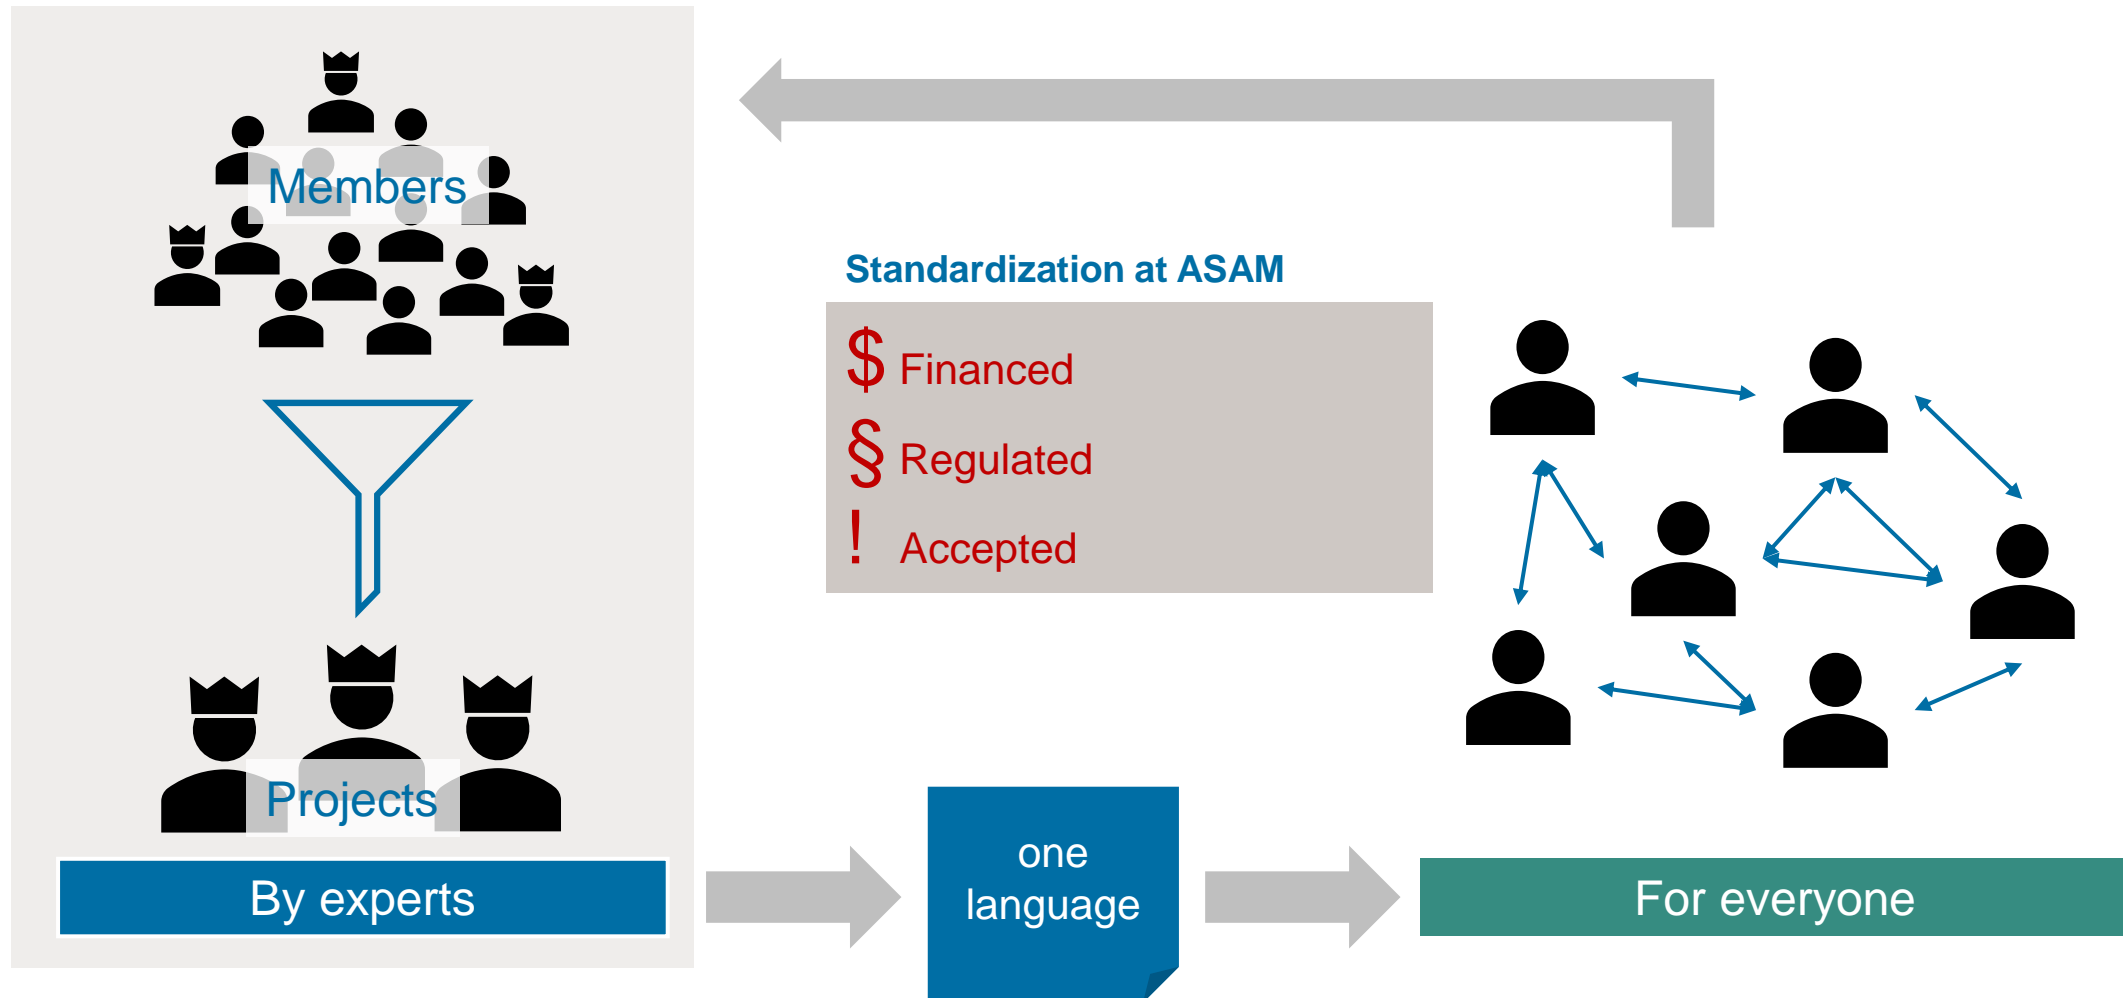 Members
Standardization at ASAM
$ Financed
§ Regulated
! Accepted
Projects
By experts
one
language
For everyone